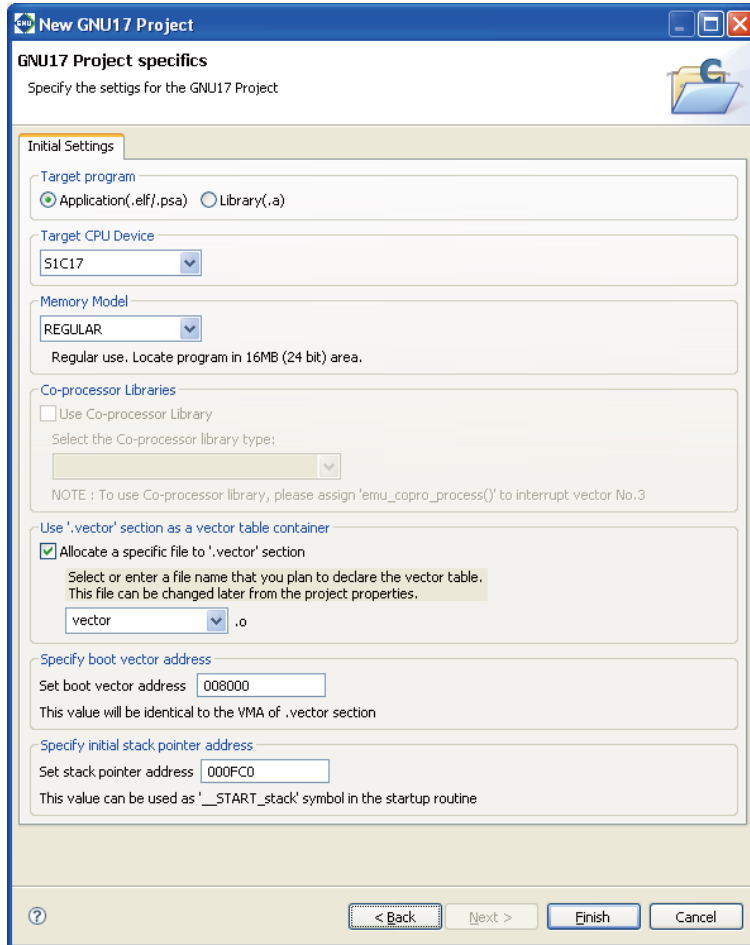 GNU New GNU17 Project
GNU17 Project specifics
Specify the settigs for the GNU17 Project
C
Initial Settings
Target program
Application(.elf/.psa) Library(.a)
Target CPU Device
S1C17
Memory Model
REGULAR
Regular use. Locate program in 16MB (24 bit) area.
Co-processor Libraries
Use Co-processor Library
Select the Co-processor library type:
NOTE : To use Co-processor library, please assign 'emu_copro_process()' to interrupt vector No.3
Use '.vector' section as a vector table container
Allocate a specific file to '.vector' section
Select or enter a file name that you plan to declare the vector table.
This file can be changed later from the project properties.
vector .o
Specify boot vector address
Set boot vector address 008000
This value will be identical to the VMA of .vector section
Specify initial stack pointer address
Set stack pointer address 000FC0
This value can be used as '__START_stack' symbol in the startup routine
? < Back Next > Finish Cancel